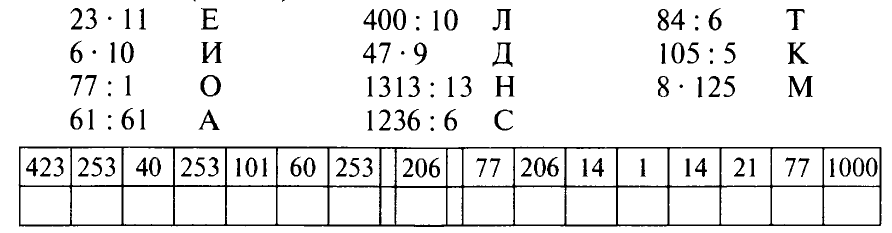 23 · 11 Е 400 : 10 Л 84 : 6 Т
6 · 10 И 47 · 9 Д 105 : 5 К
77 : 1 О 1313 : 13 Н 8 · 125 М
61 : 61 А 1236 : 6 С
423 253 40 253 101 60 253 206 77 206 14 1 14 21 77 1000